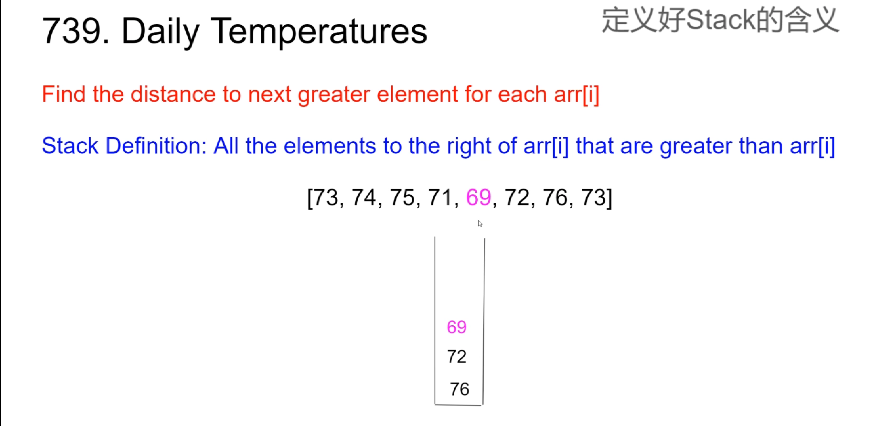 739. Daily Temperatures
定义好Stack的含义
Find the distance to next greater element for each arr[i]
Stack Definition: All the elements to the right of arr[i] that are greater than arr[i]
[73, 74, 75, 71, 69, 72, 76, 73]
69
72
76